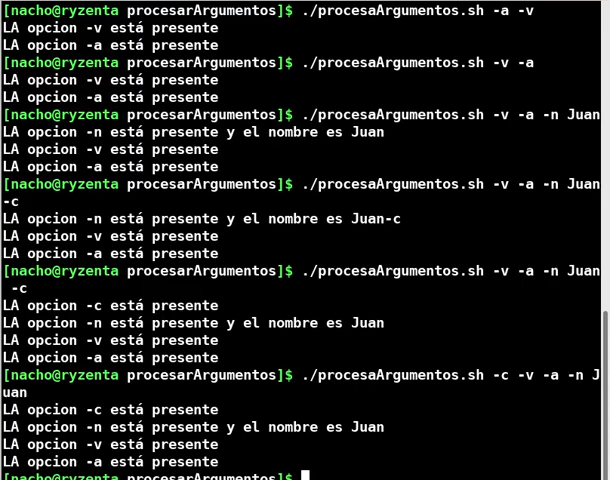 [nacho@ryzenta procesarArgumentos]$ ./procesaArgumentos.sh -a -v
LA opcion -v está presente
LA opcion -a está presente
[nacho@ryzenta procesarArgumentos]$ ./procesaArgumentos.sh -v -a
LA opcion -v está presente
LA opcion -a está presente
[nacho@ryzenta procesarArgumentos]$ ./procesaArgumentos.sh -v -a -n Juan
LA opcion -n está presente y el nombre es Juan
LA opcion -v está presente
LA opcion -a está presente
[nacho@ryzenta procesarArgumentos]$ ./procesaArgumentos.sh -v -a -n Juan
-c
LA opcion -n está presente y el nombre es Juan-c
LA opcion -v está presente
LA opcion -a está presente
[nacho@ryzenta procesarArgumentos]$ ./procesaArgumentos.sh -v -a -n Juan
 -c
LA opcion -c está presente
LA opcion -n está presente y el nombre es Juan
LA opcion -v está presente
LA opcion -a está presente
[nacho@ryzenta procesarArgumentos]$ ./procesaArgumentos.sh -c -v -a -n J
uan
LA opcion -c está presente
LA opcion -n está presente y el nombre es Juan
LA opcion -v está presente
LA opcion -a está presente
[nacho@ryzenta procesarArgumentos]$